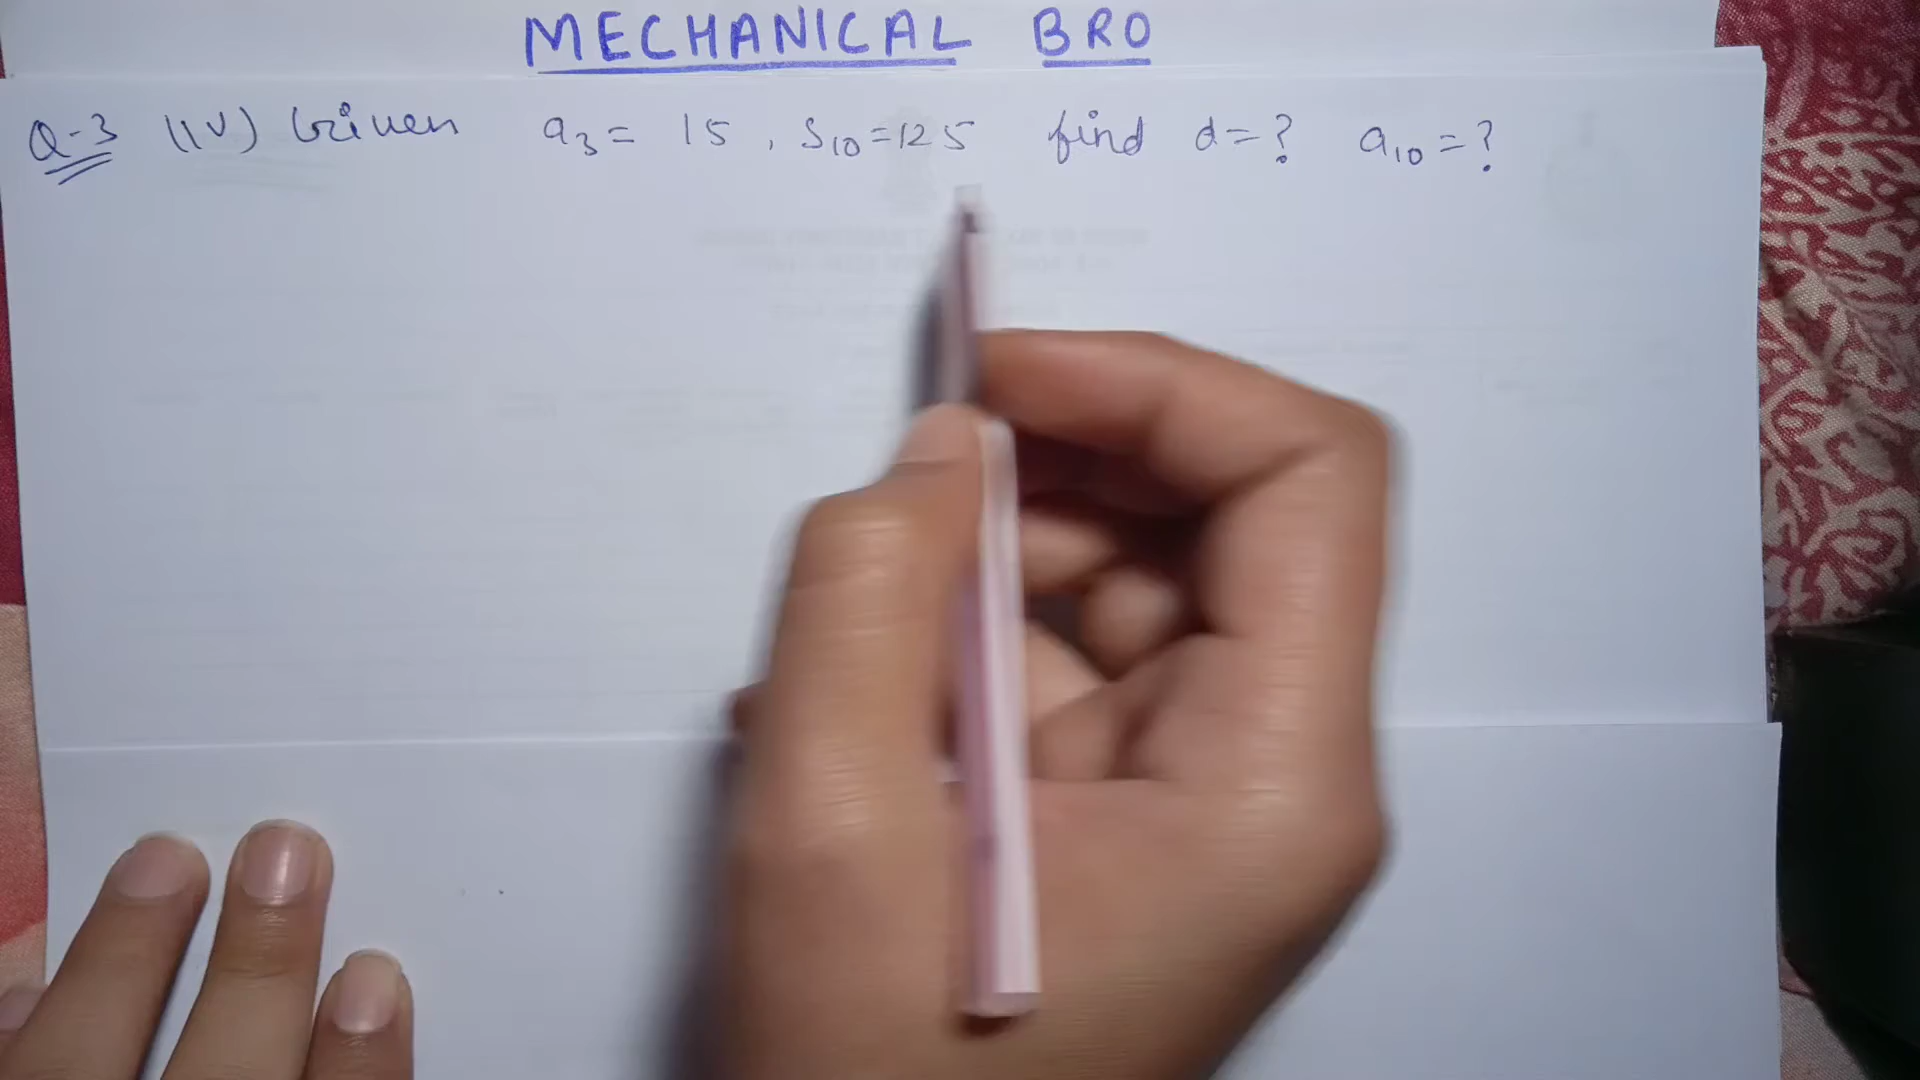 MECHANICAL BRO
Q-3 (IV) Given a₃ = 15, S₁₀ = 125 find d = ? a₁₀ = ?